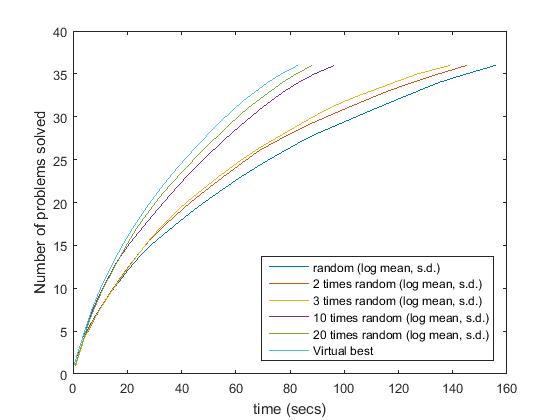 40
35
30
25
20
15
10
5
0
Number of problems solved
random (log mean, s.d.)
2 times random (log mean, s.d.)
3 times random (log mean, s.d.)
10 times random (log mean, s.d.)
20 times random (log mean, s.d.)
Virtual best
0 20 40 60 80 100 120 140 160
time (secs)